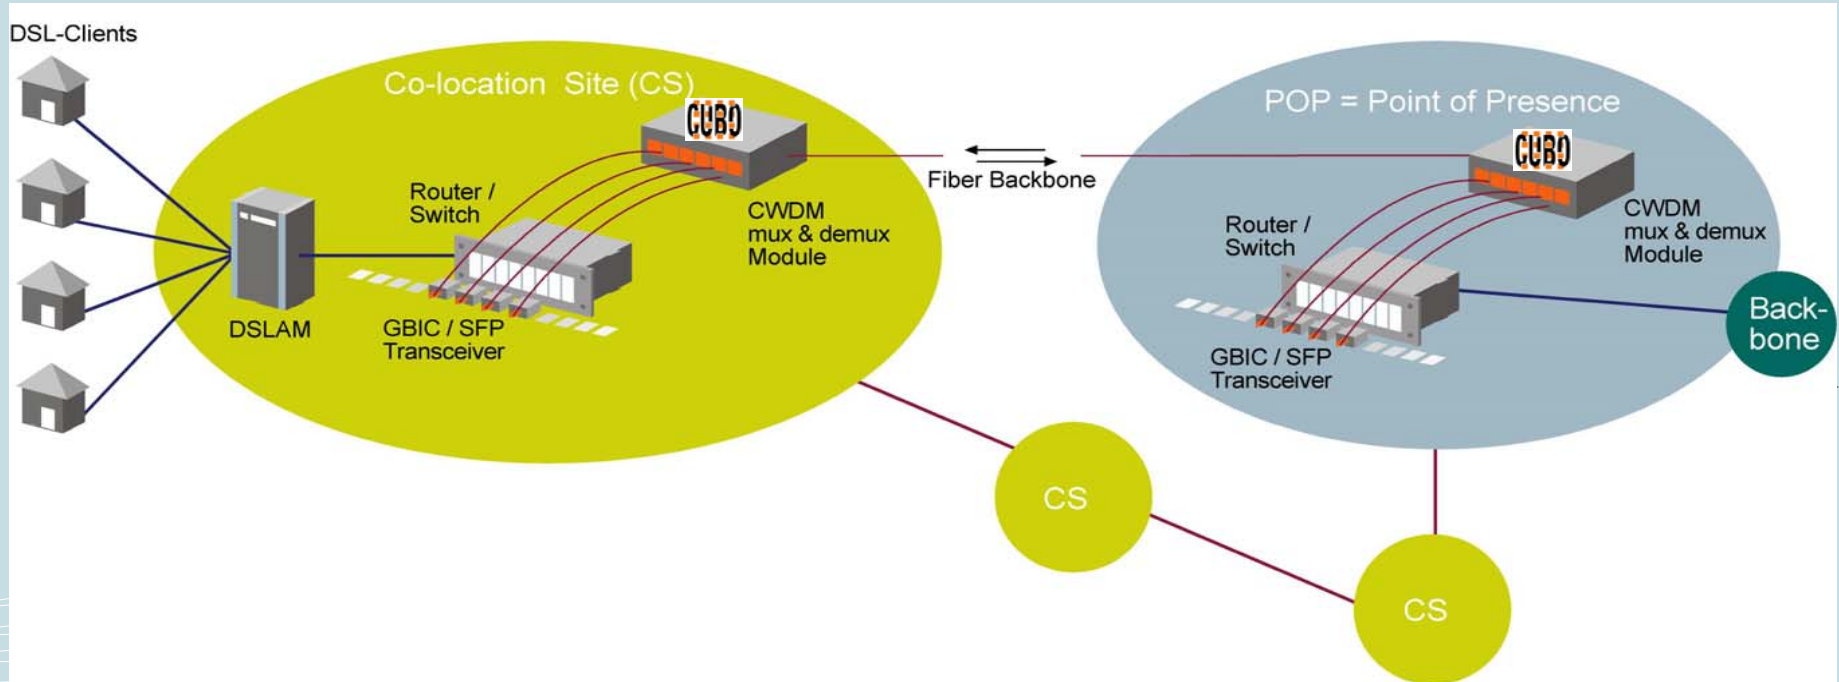 DSL-Clients
Co-location Site (CS)
CUBO
Router /
Switch
CWDM
mux & demux
Module
DSLAM
GBIC / SFP
Transceiver
Fiber Backbone
POP = Point of Presence
CUBO
Router /
Switch
CWDM
mux & demux
Module
GBIC / SFP
Transceiver
Back-
bone
CS
CS